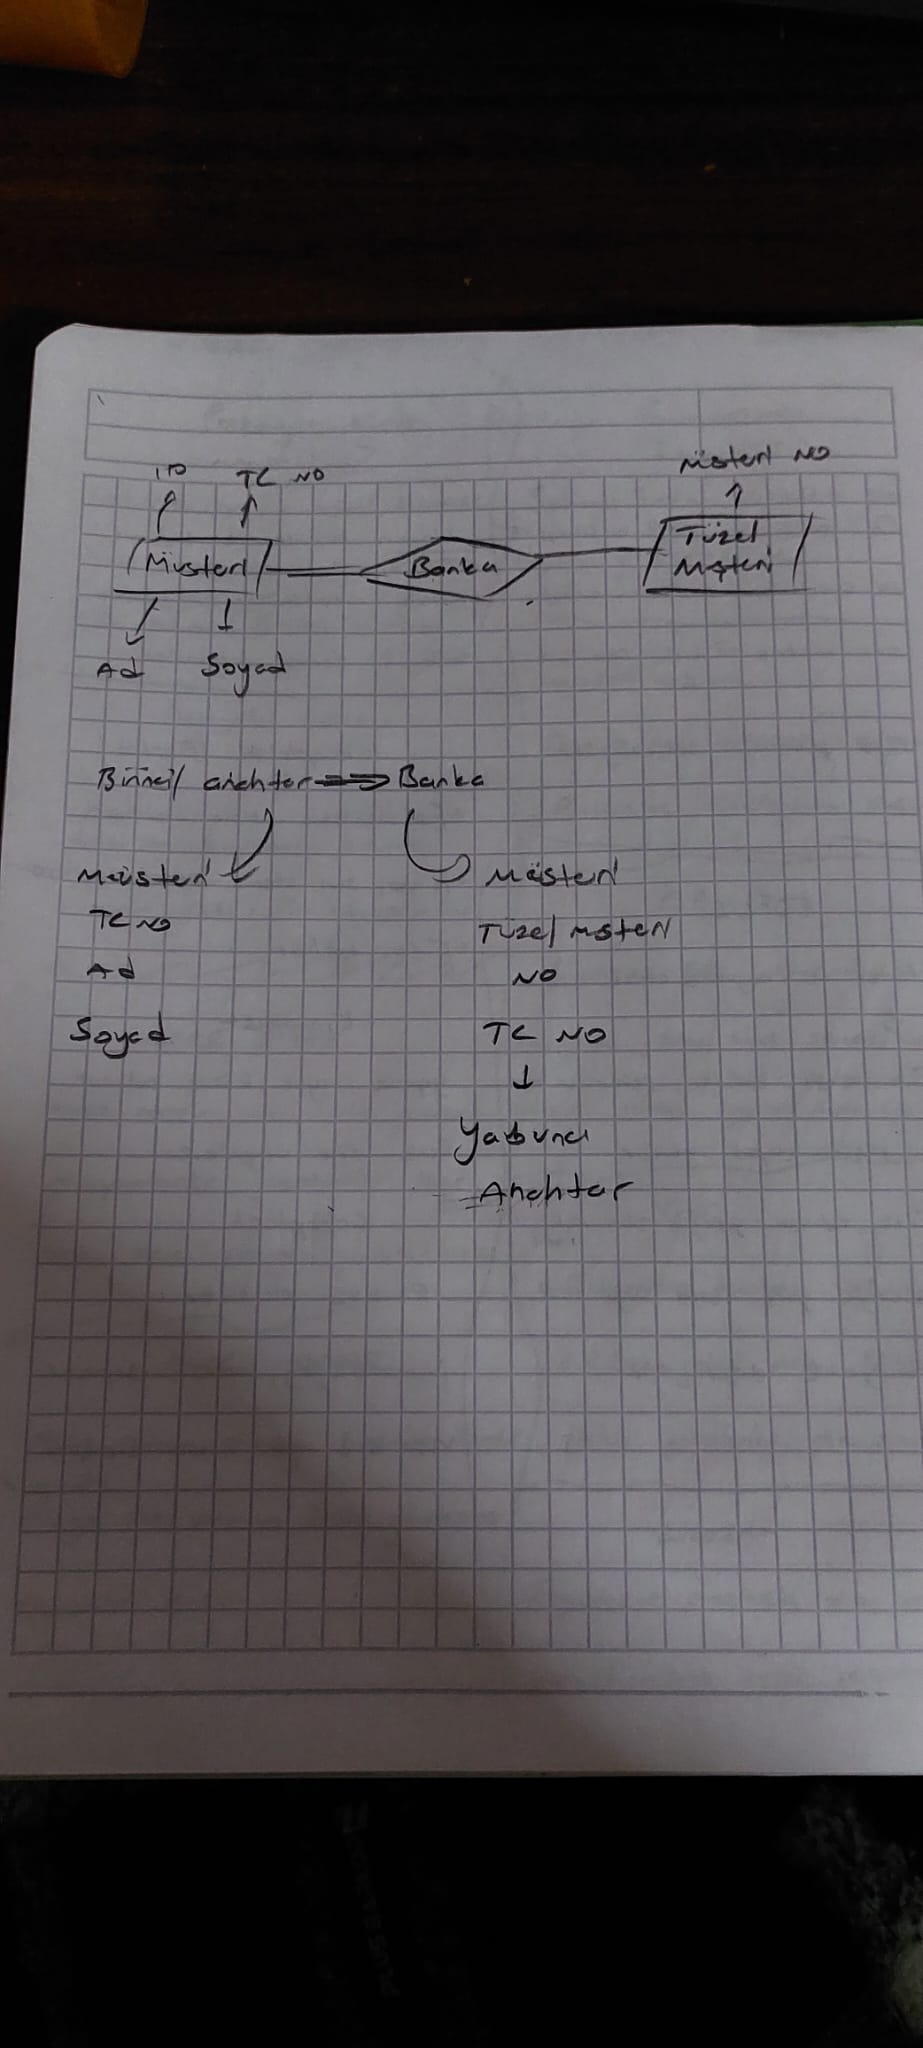 ID TC NO Müsteri NO
Müsteri Banka Tüzel
Müşteri
Ad Soyad
Birincil anahtar Banka
Müsteri Müsteri
TC NO Tüzel müsteri
Ad NO
Soyad TC NO
Yabancı
Anahtar